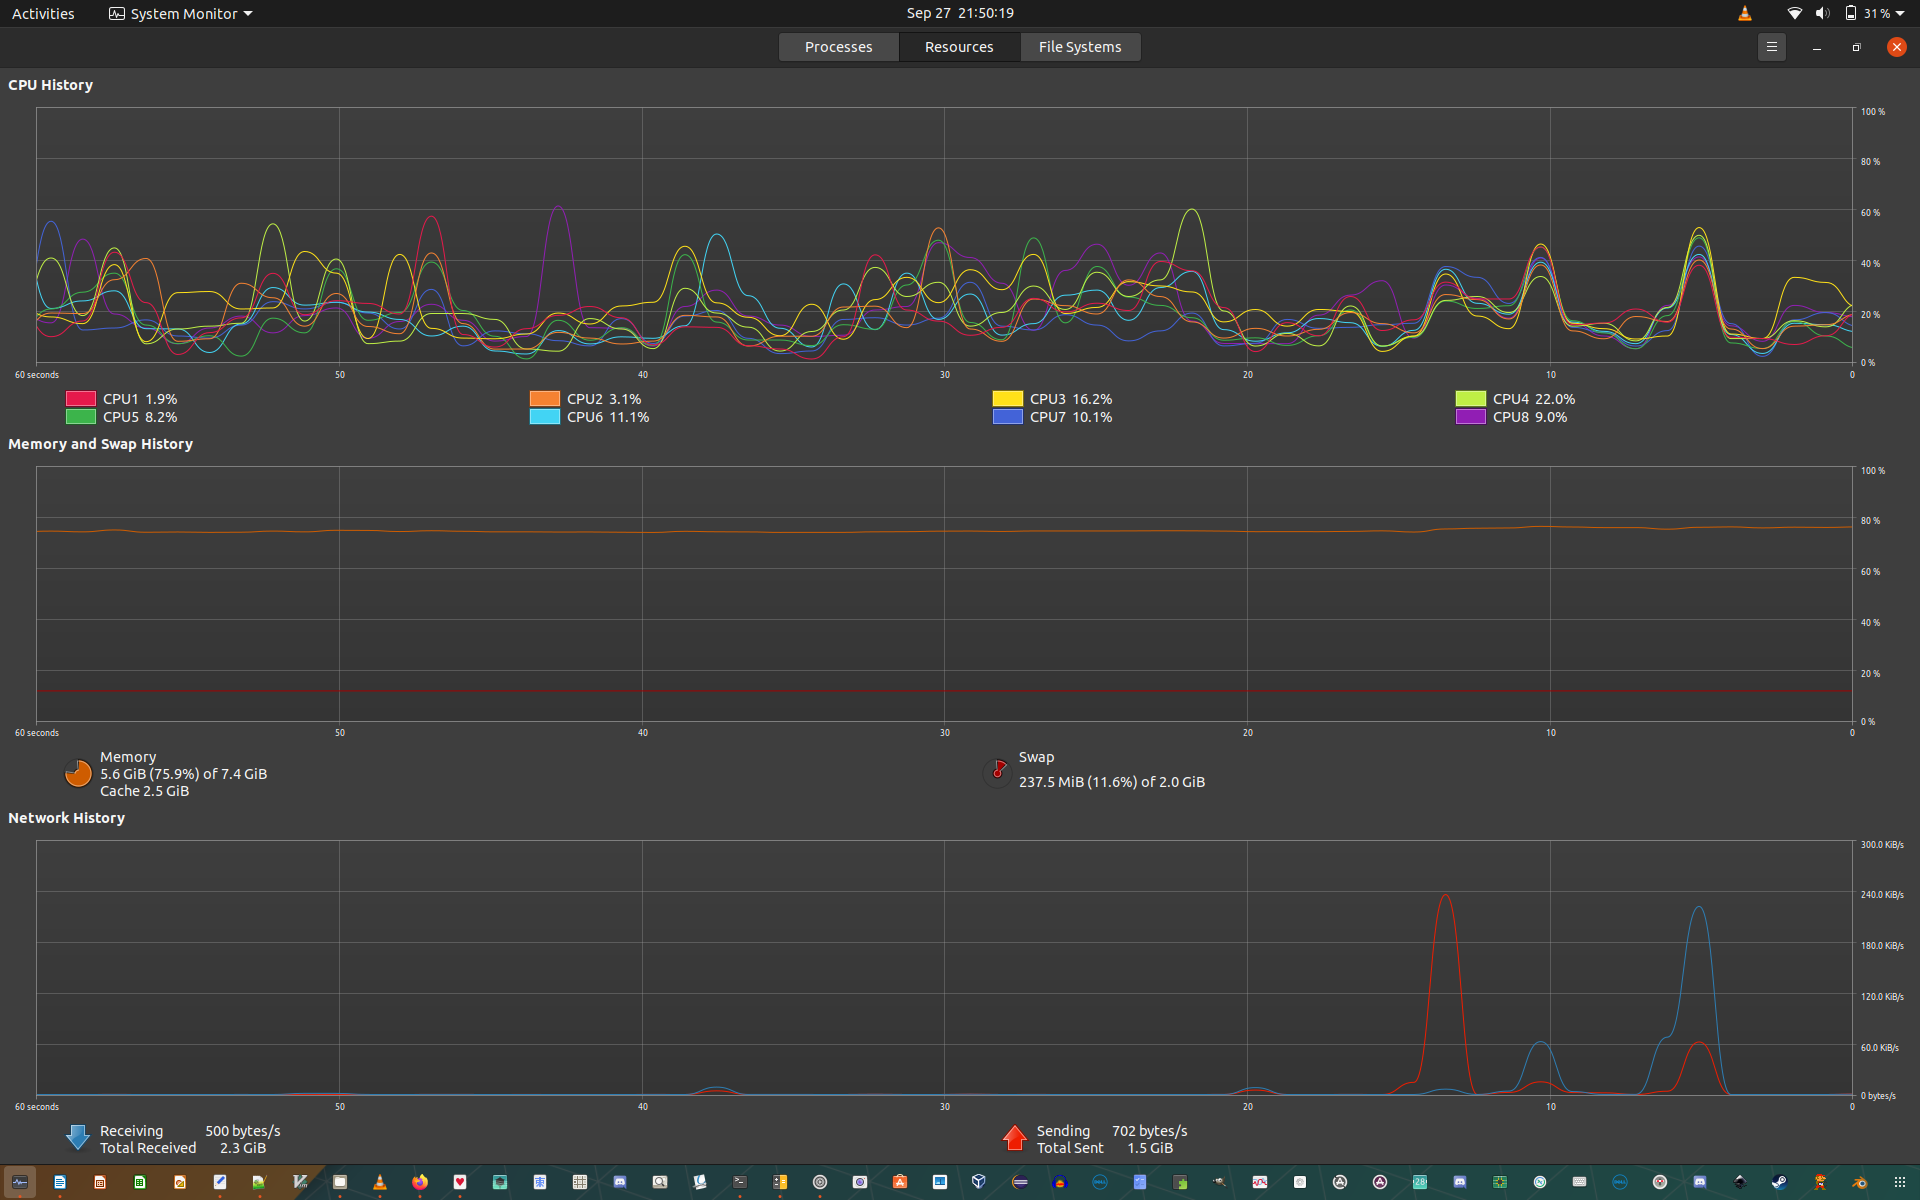 Activities
System Monitor
Sep 27 21:50:19
31 %
Processes
Resources
File Systems
CPU History
100 %
80 %
60 %
40 %
20 %
0 %
60 seconds
50
40
30
20
10
0
CPU1 1.9%
CPU2 3.1%
CPU3 16.2%
CPU4 22.0%
CPU5 8.2%
CPU6 11.1%
CPU7 10.1%
CPU8 9.0%
Memory and Swap History
100 %
80 %
60 %
40 %
20 %
0 %
60 seconds
50
40
30
20
10
0
Memory
5.6 GiB (75.9%) of 7.4 GiB
Cache 2.5 GiB
Swap
237.5 MiB (11.6%) of 2.0 GiB
Network History
300.0 KiB/s
240.0 KiB/s
180.0 KiB/s
120.0 KiB/s
60.0 KiB/s
0 bytes/s
60 seconds
50
40
30
20
10
0
Receiving 500 bytes/s
Total Received 2.3 GiB
Sending 702 bytes/s
Total Sent 1.5 GiB